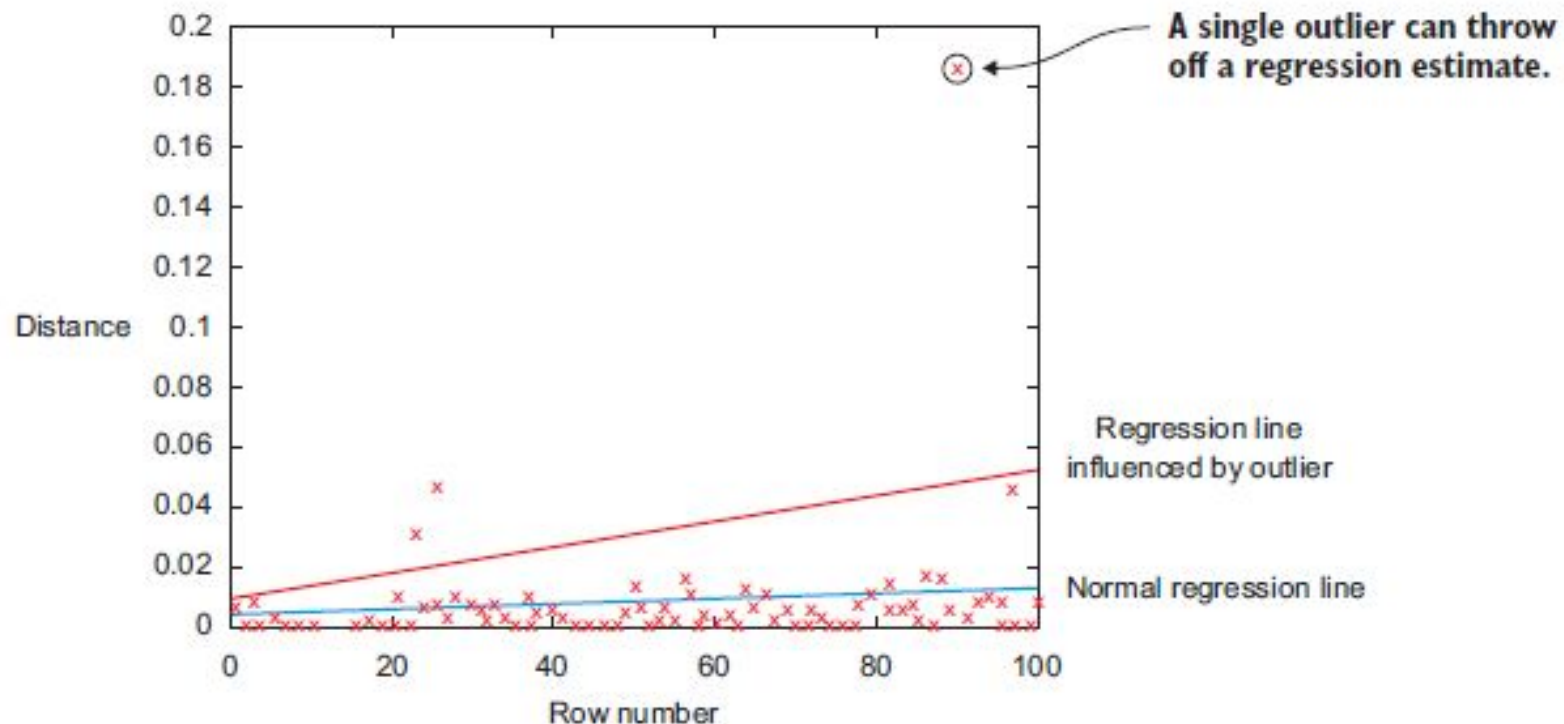 A single outlier can throw
off a regression estimate.
0.2
0.18
0.16
0.14
0.12
Distance
0.1
0.08
0.06
0.04
0.02
0
Regression line
influenced by outlier
Normal regression line
0 20 40 60 80 100
Row number